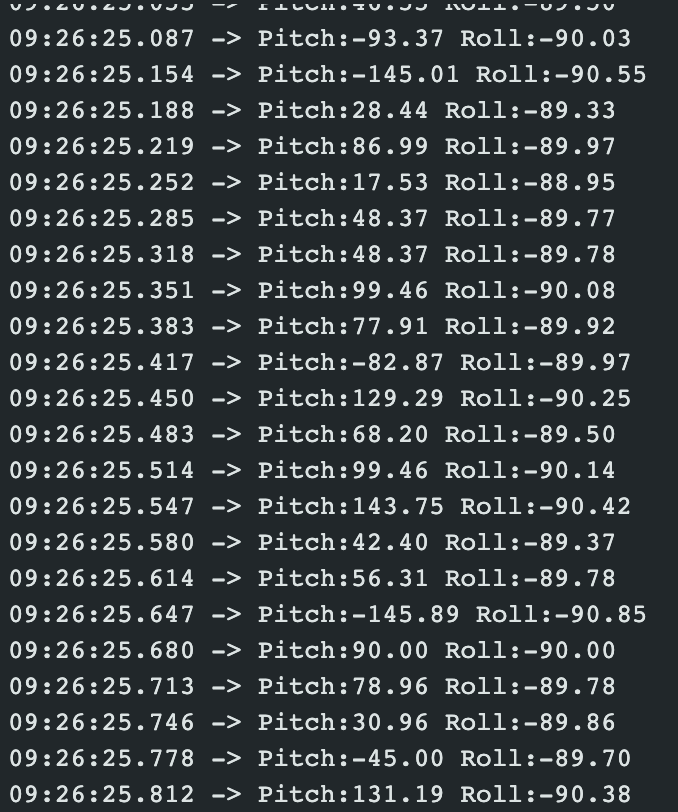 09:26:25.087 -> Pitch:-93.37 Roll:-90.03
09:26:25.154 -> Pitch:-145.01 Roll:-90.55
09:26:25.188 -> Pitch:28.44 Roll:-89.33
09:26:25.219 -> Pitch:86.99 Roll:-89.97
09:26:25.252 -> Pitch:17.53 Roll:-88.95
09:26:25.285 -> Pitch:48.37 Roll:-89.77
09:26:25.318 -> Pitch:48.37 Roll:-89.78
09:26:25.351 -> Pitch:99.46 Roll:-90.08
09:26:25.383 -> Pitch:77.91 Roll:-89.92
09:26:25.417 -> Pitch:-82.87 Roll:-89.97
09:26:25.450 -> Pitch:129.29 Roll:-90.25
09:26:25.483 -> Pitch:68.20 Roll:-89.50
09:26:25.514 -> Pitch:99.46 Roll:-90.14
09:26:25.547 -> Pitch:143.75 Roll:-90.42
09:26:25.580 -> Pitch:42.40 Roll:-89.37
09:26:25.614 -> Pitch:56.31 Roll:-89.78
09:26:25.647 -> Pitch:-145.89 Roll:-90.85
09:26:25.680 -> Pitch:90.00 Roll:-90.00
09:26:25.713 -> Pitch:78.96 Roll:-89.78
09:26:25.746 -> Pitch:30.96 Roll:-89.86
09:26:25.778 -> Pitch:-45.00 Roll:-89.70
09:26:25.812 -> Pitch:131.19 Roll:-90.38